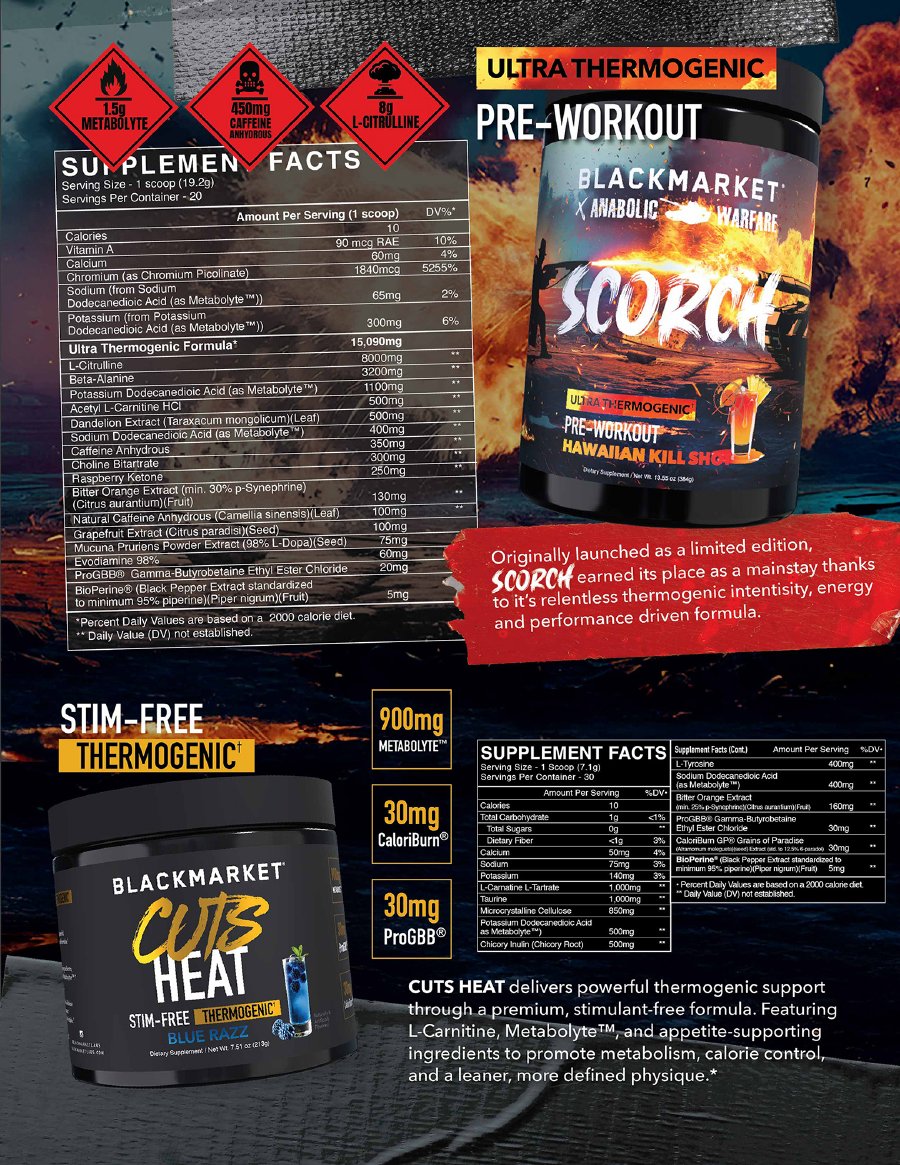 1.5g
METABOLYTE
450mg
CAFFEINE
ANHYDROUS
8g
L-CITRULLINE
ULTRA THERMOGENIC
PRE-WORKOUT
SUPPLEMENT FACTS
Serving Size - 1 scoop (19.2g)
Servings Per Container - 20
Amount Per Serving (1 scoop) DV%*
Calories 10
Vitamin A 90 mcg RAE 10%
Calcium 60mg 4%
Chromium (as Chromium Picolinate) 1840mcg 5255%
Sodium (from Sodium
Dodecanedioic Acid (as Metabolyte™)) 65mg 2%
Potassium (from Potassium
Dodecanedioic Acid (as Metabolyte™)) 300mg 6%
Ultra Thermogenic Formula* 15,090mg
L-Citrulline 8000mg **
Beta-Alanine 3200mg **
Potassium Dodecanedioic Acid (as Metabolyte™) 1100mg **
Acetyl L-Carnitine HCl 500mg **
Dandelion Extract (Taraxacum mongolicum)(Leaf) 500mg **
Sodium Dodecanedioic Acid (as Metabolyte™) 400mg **
Caffeine Anhydrous 350mg **
Choline Bitartrate 300mg **
Raspberry Ketone 250mg **
Bitter Orange Extract (min. 30% p-Synephrine)
(Citrus aurantium)(Fruit) 130mg **
Natural Caffeine Anhydrous (Camellia sinensis)(Leaf) 100mg **
Grapefruit Extract (Citrus paradisi)(Seed) 100mg
Mucuna Pruriens Powder Extract (98% L-Dopa)(Seed) 75mg
Evodiamine 98% 60mg
ProGBB® Gamma-Butyrobetaine Ethyl Ester Chloride 20mg
BioPerine® (Black Pepper Extract standardized
to minimum 95% piperine)(Piper nigrum)(Fruit) 5mg
*Percent Daily Values are based on a 2000 calorie diet.
** Daily Value (DV) not established.
BLACKMARKET
X ANABOLIC WARFARE
SCORCH
ULTRA THERMOGENIC†
PRE-WORKOUT
HAWAIIAN KILL SHOT
Dietary Supplement / Net Wt. 13.55 oz (384g)
Originally launched as a limited edition,
SCORCH earned its place as a mainstay thanks
to it's relentless thermogenic intentisity, energy
and performance driven formula.
STIM-FREE
THERMOGENIC†
900mg
METABOLYTE™
30mg
CaloriBurn®
30mg
ProGBB®
BLACKMARKET
CUTS
HEAT
STIM-FREE THERMOGENIC†
BLUE RAZZ
Dietary Supplement / Net Wt. 7.51 oz (213g)
SUPPLEMENT FACTS
Serving Size - 1 Scoop (7.1g)
Servings Per Container - 30
Amount Per Serving %DV*
Calories 10
Total Carbohydrate 1g <1%
Total Sugars 0g **
Dietary Fiber <1g 3%
Calcium 50mg 4%
Sodium 75mg 3%
Potassium 140mg 3%
L-Carnatine L-Tartrate 1,000mg **
Taurine 1,000mg **
Microcrystalline Cellulose 850mg **
Potassium Dodecanedioic Acid
as Metabolyte™) 500mg **
Chicory Inulin (Chicory Root) 500mg **
Supplement Facts (Cont.) Amount Per Serving %DV*
L-Tyrosine 400mg **
Sodium Dodecanedioic Acid
(as Metabolyte™) 400mg **
Bitter Orange Extract
(min. 25% p-Synephrine)(Citrus aurantium)(Fruit) 160mg **
ProGBB® Gamma-Butyrobetaine
Ethyl Ester Chloride 30mg **
CaloriBurn GP® Grains of Paradise
30mg **
BioPerine® (Black Pepper Extract standardized to
minimum 95% piperine)(Piper nigrum)(Fruit) 5mg **
* Percent Daily Values are based on a 2000 calorie diet.
** Daily Value (DV) not established.
CUTS HEAT delivers powerful thermogenic support
through a premium, stimulant-free formula. Featuring
L-Carnitine, Metabolyte™, and appetite-supporting
ingredients to promote metabolism, calorie control,
and a leaner, more defined physique.*